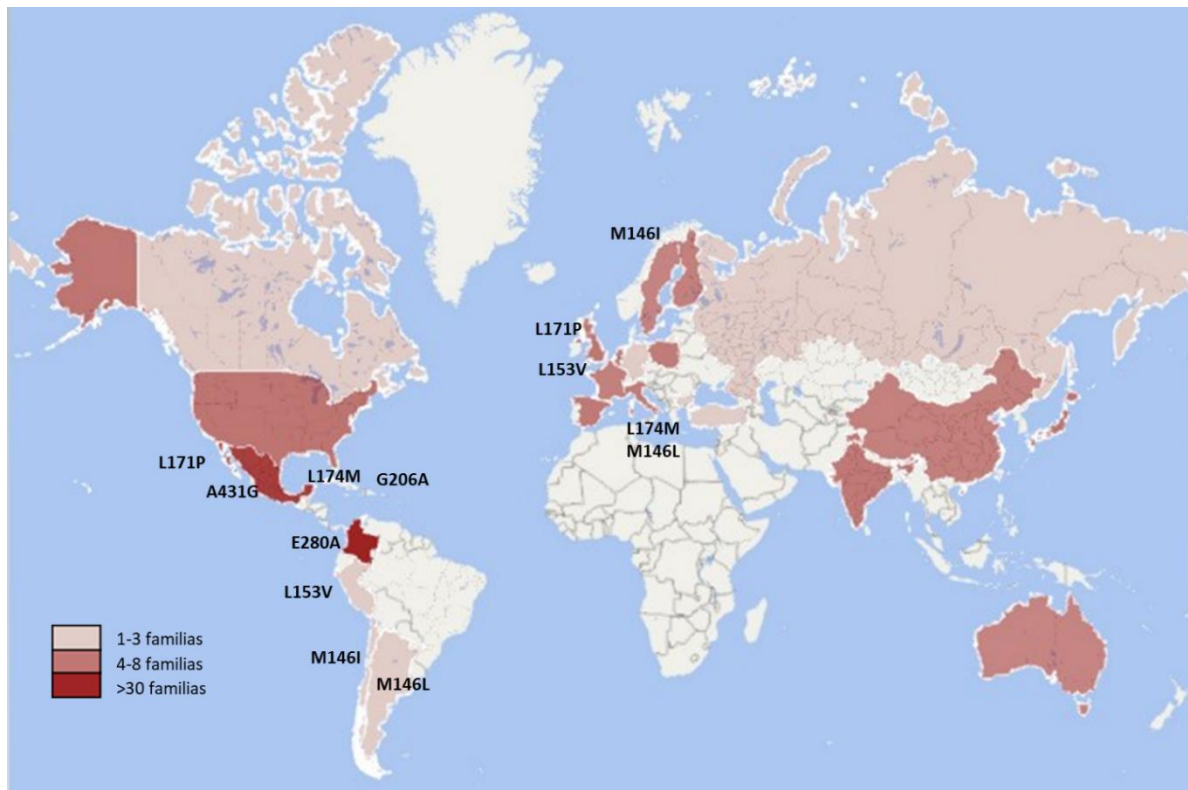 M146I
L171P
L153V
L174M
M146L
L171P
L174M
G206A
A431G
E280A
L153V
M146I
M146L
1-3 familias
4-8 familias
>30 familias